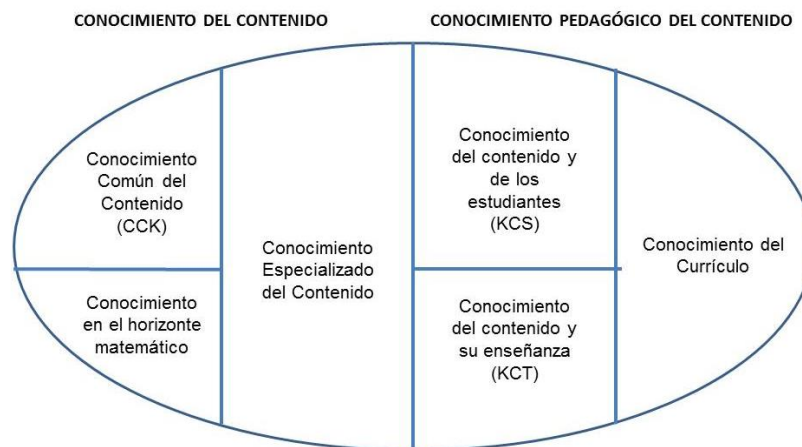 CONOCIMIENTO DEL CONTENIDO
CONOCIMIENTO PEDAGÓGICO DEL CONTENIDO
Conocimiento
Común del
Contenido
(CCK)
Conocimiento
en el horizonte
matemático
Conocimiento
Especializado
del Contenido
Conocimiento
del contenido y
de los
estudiantes
(KCS)
Conocimiento
del contenido y
su enseñanza
(KCT)
Conocimiento del
Currículo